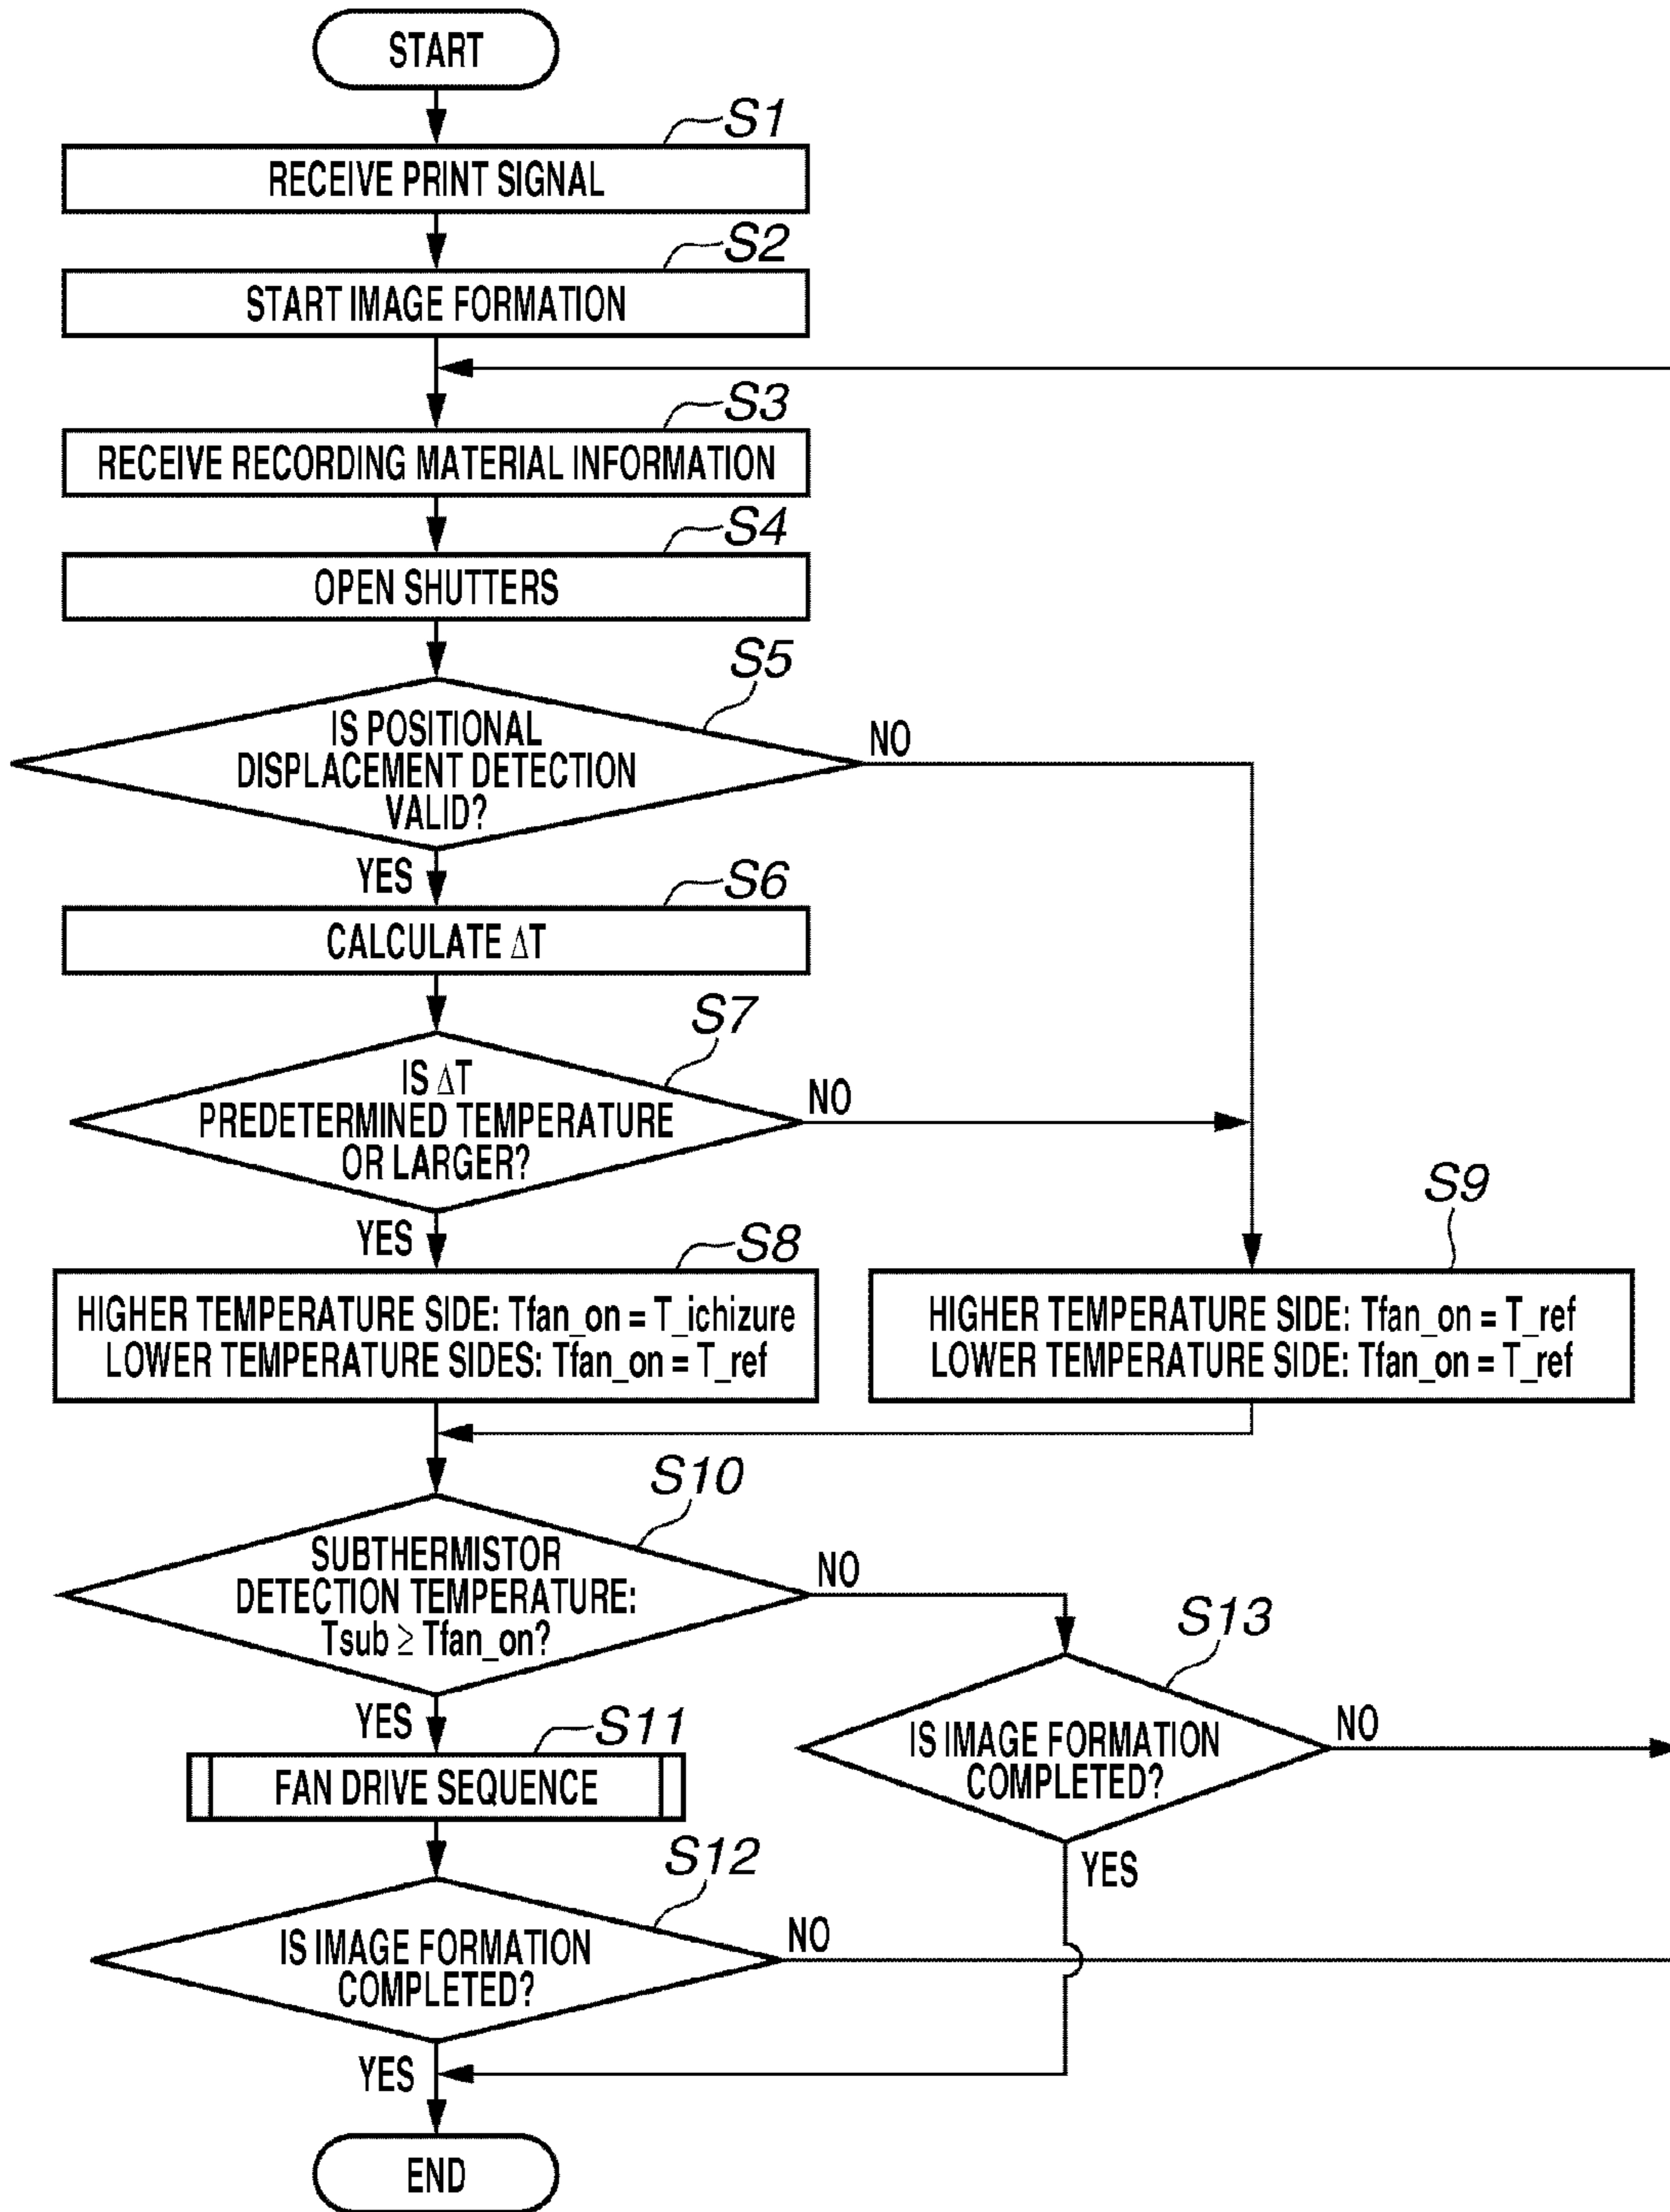 START
S1
RECEIVE PRINT SIGNAL
S2
START IMAGE FORMATION
S3
RECEIVE RECORDING MATERIAL INFORMATION
S4
OPEN SHUTTERS
S5
IS POSITIONAL
DISPLACEMENT DETECTION
VALID?
NO
YES
S6
CALCULATE ΔT
S7
IS ΔT
PREDETERMINED TEMPERATURE
OR LARGER?
NO
YES
S8
HIGHER TEMPERATURE SIDE: Tfan_on = T_ichizure
LOWER TEMPERATURE SIDES: Tfan_on = T_ref
S9
HIGHER TEMPERATURE SIDE: Tfan_on = T_ref
LOWER TEMPERATURE SIDE: Tfan_on = T_ref
S10
SUBTHERMISTOR
DETECTION TEMPERATURE:
Tsub ≥ Tfan_on?
NO
YES
S13
IS IMAGE FORMATION
COMPLETED?
NO
YES
S11
FAN DRIVE SEQUENCE
S12
IS IMAGE FORMATION
COMPLETED?
NO
YES
END